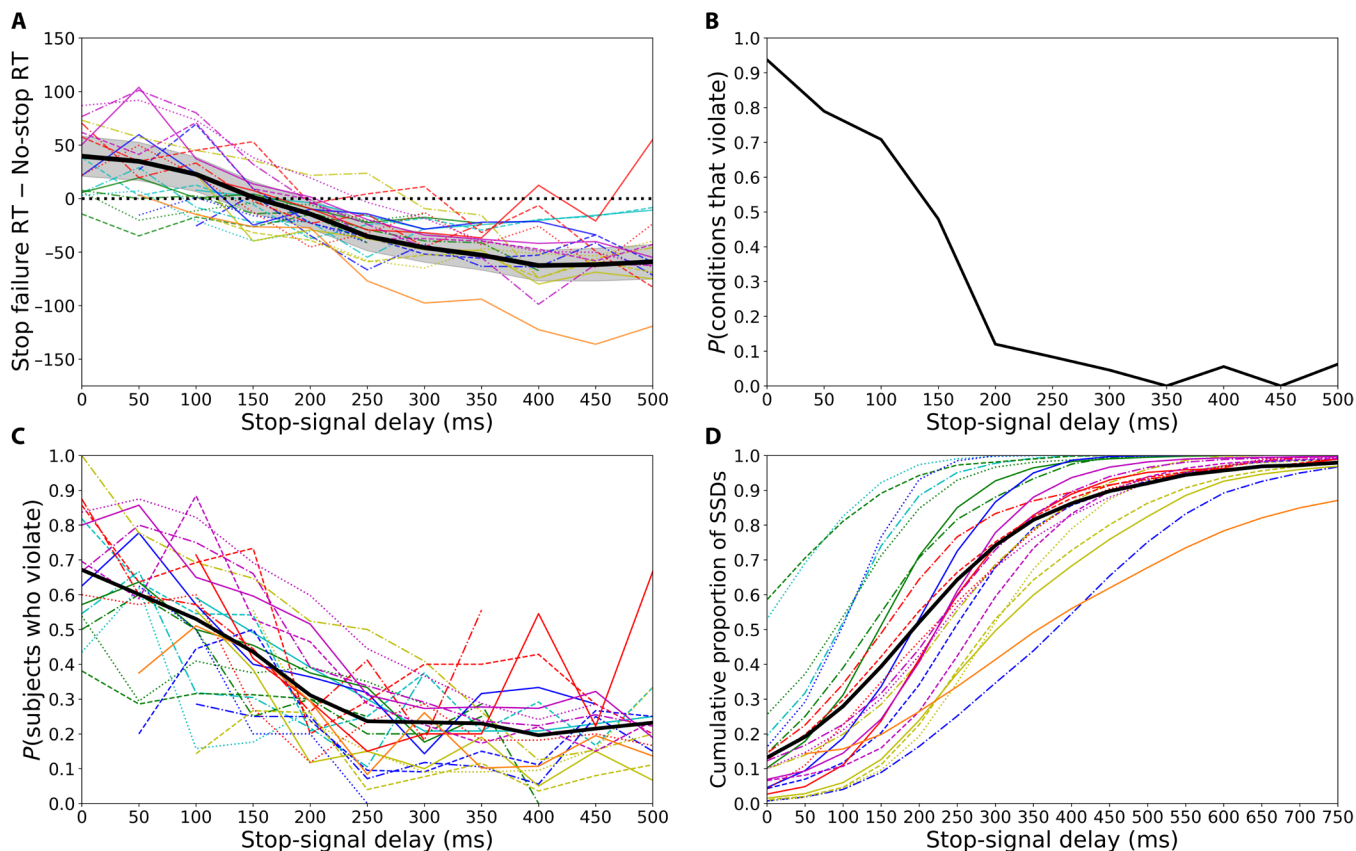 A
Stop failure RT − No-stop RT
150
100
50
0
−50
−100
−150
0 50 100 150 200 250 300 350 400 450 500
Stop-signal delay (ms)
B
P(conditions that violate)
1.0
0.9
0.8
0.7
0.6
0.5
0.4
0.3
0.2
0.1
0.0
0 50 100 150 200 250 300 350 400 450 500
Stop-signal delay (ms)
C
P(subjects who violate)
1.0
0.9
0.8
0.7
0.6
0.5
0.4
0.3
0.2
0.1
0.0
0 50 100 150 200 250 300 350 400 450 500
Stop-signal delay (ms)
D
Cumulative proportion of SSDs
1.0
0.9
0.8
0.7
0.6
0.5
0.4
0.3
0.2
0.1
0.0
0 50 100 150 200 250 300 350 400 450 500 550 600 650 700 750
Stop-signal delay (ms)